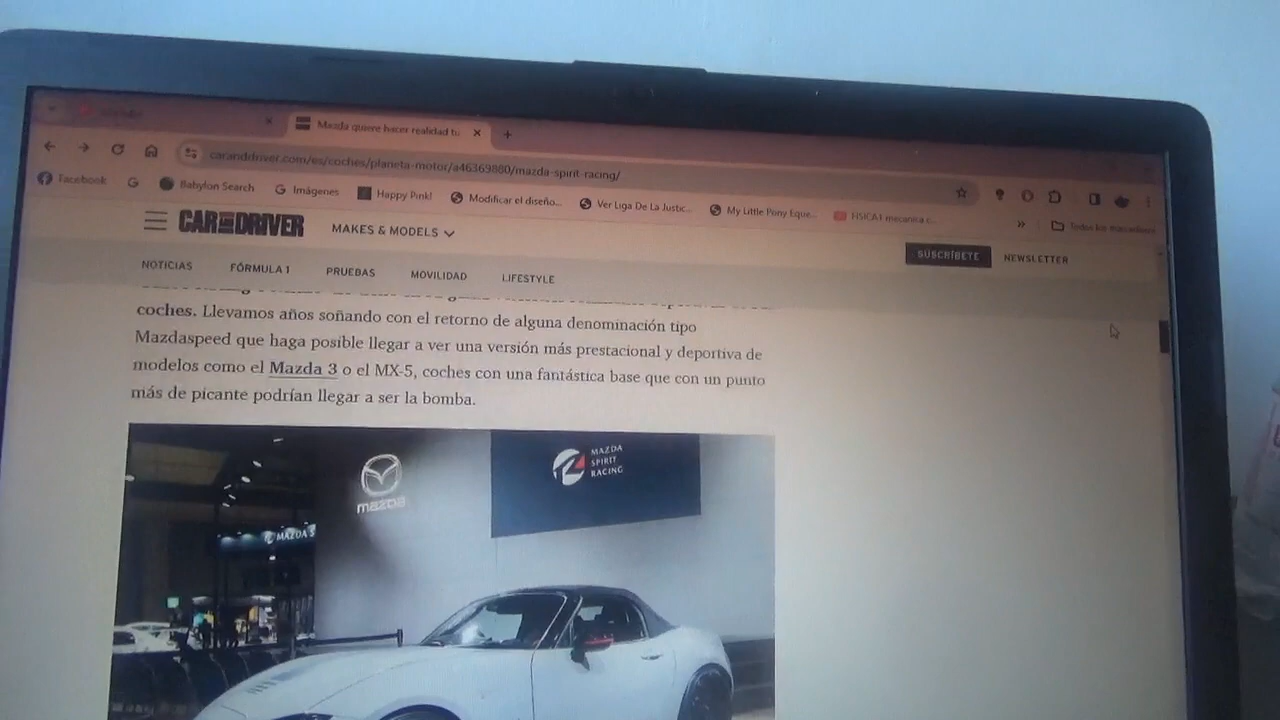 Mazda quiere hacer realidad tu
caranddriver.com/es/coches/planeta-motor/a46369880/mazda-spirit-racing/
Facebook
Babylon Search
Imágenes
Happy Pink!
Modificar el diseño...
Ver Liga De La Justic...
My Little Pony Eque...
FISICA1 mecanica c...
Todos los marcadores
CAR AND DRIVER
MAKES & MODELS
SUSCRÍBETE
NEWSLETTER
NOTICIAS
FÓRMULA 1
PRUEBAS
MOVILIDAD
LIFESTYLE
coches. Llevamos años soñando con el retorno de alguna denominación tipo
Mazdaspeed que haga posible llegar a ver una versión más prestacional y deportiva de
modelos como el Mazda 3 o el MX-5, coches con una fantástica base que con un punto
más de picante podrían llegar a ser la bomba.
mazda
MAZDA
SPIRIT
RACING
MAZDA S